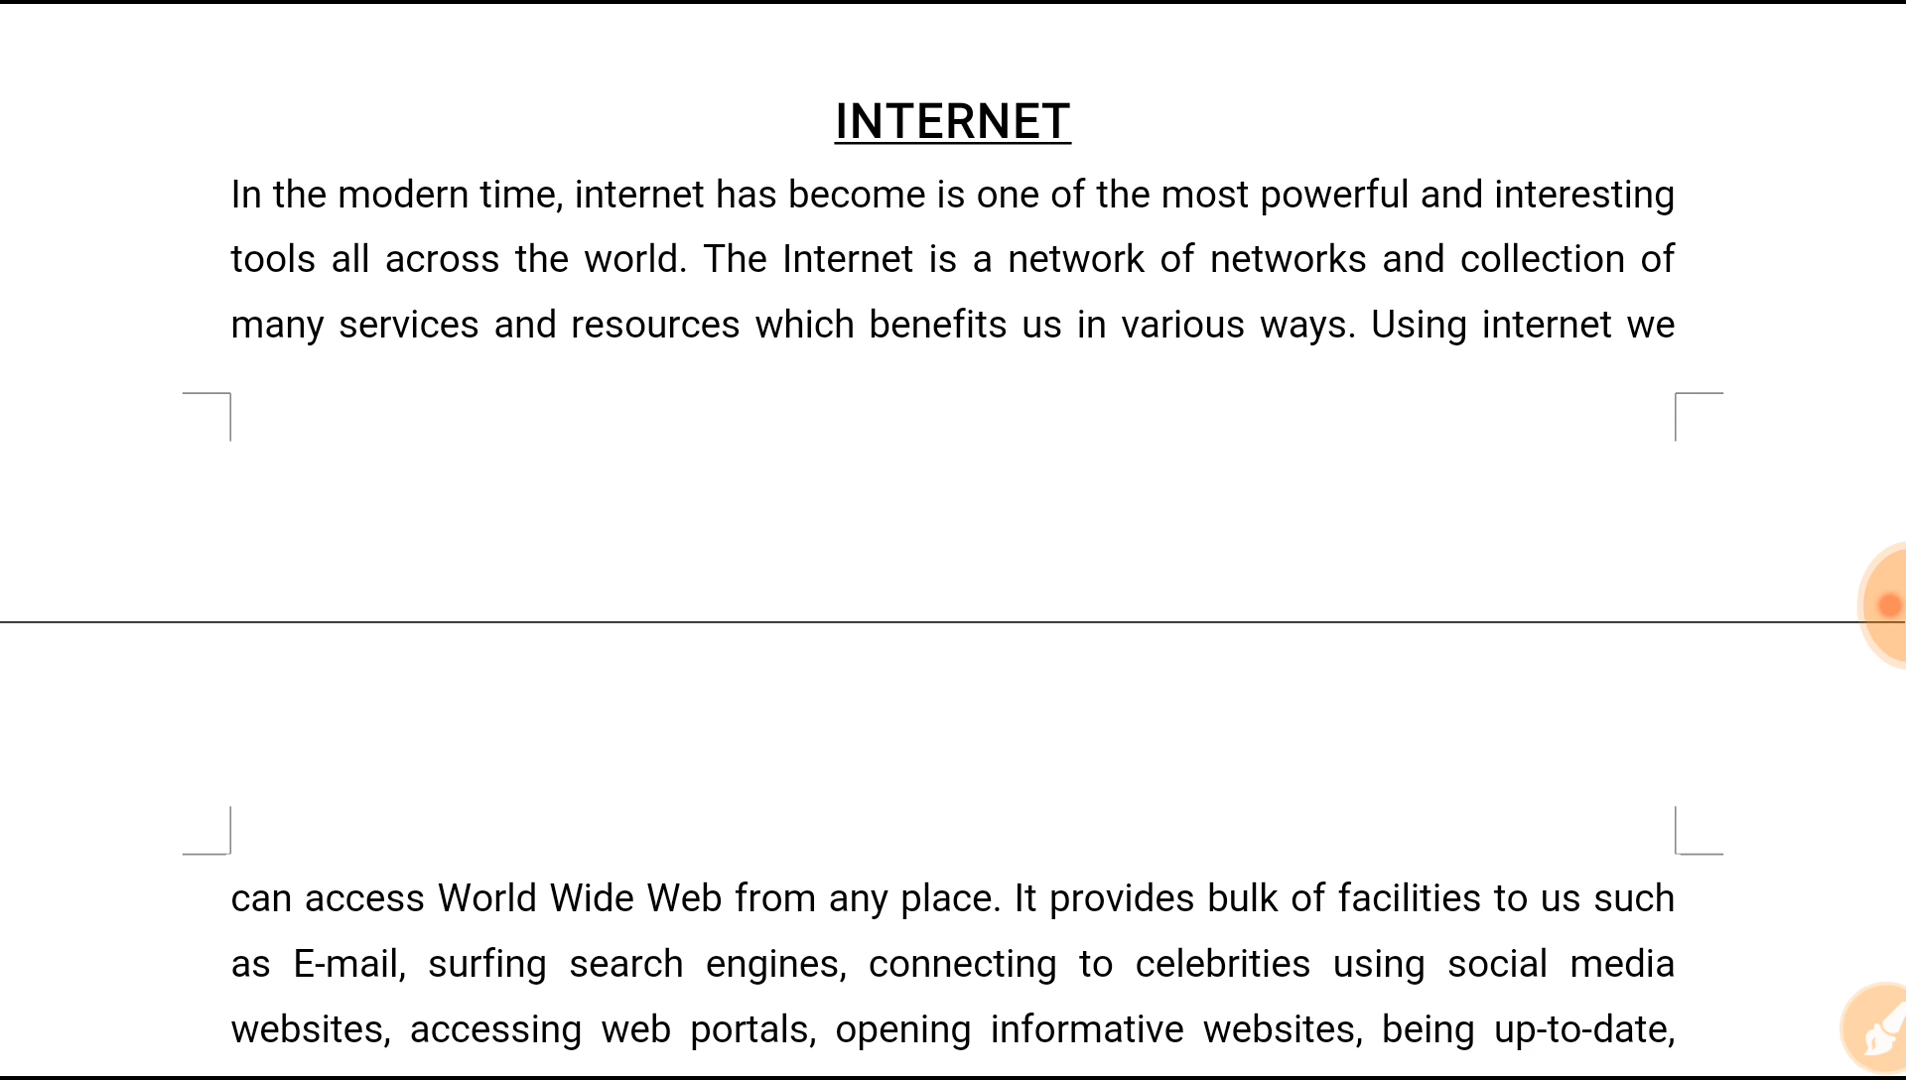 INTERNET
In the modern time, internet has become is one of the most powerful and interesting
tools all across the world. The Internet is a network of networks and collection of
many services and resources which benefits us in various ways. Using internet we
can access World Wide Web from any place. It provides bulk of facilities to us such
as E-mail, surfing search engines, connecting to celebrities using social media
websites, accessing web portals, opening informative websites, being up-to-date,